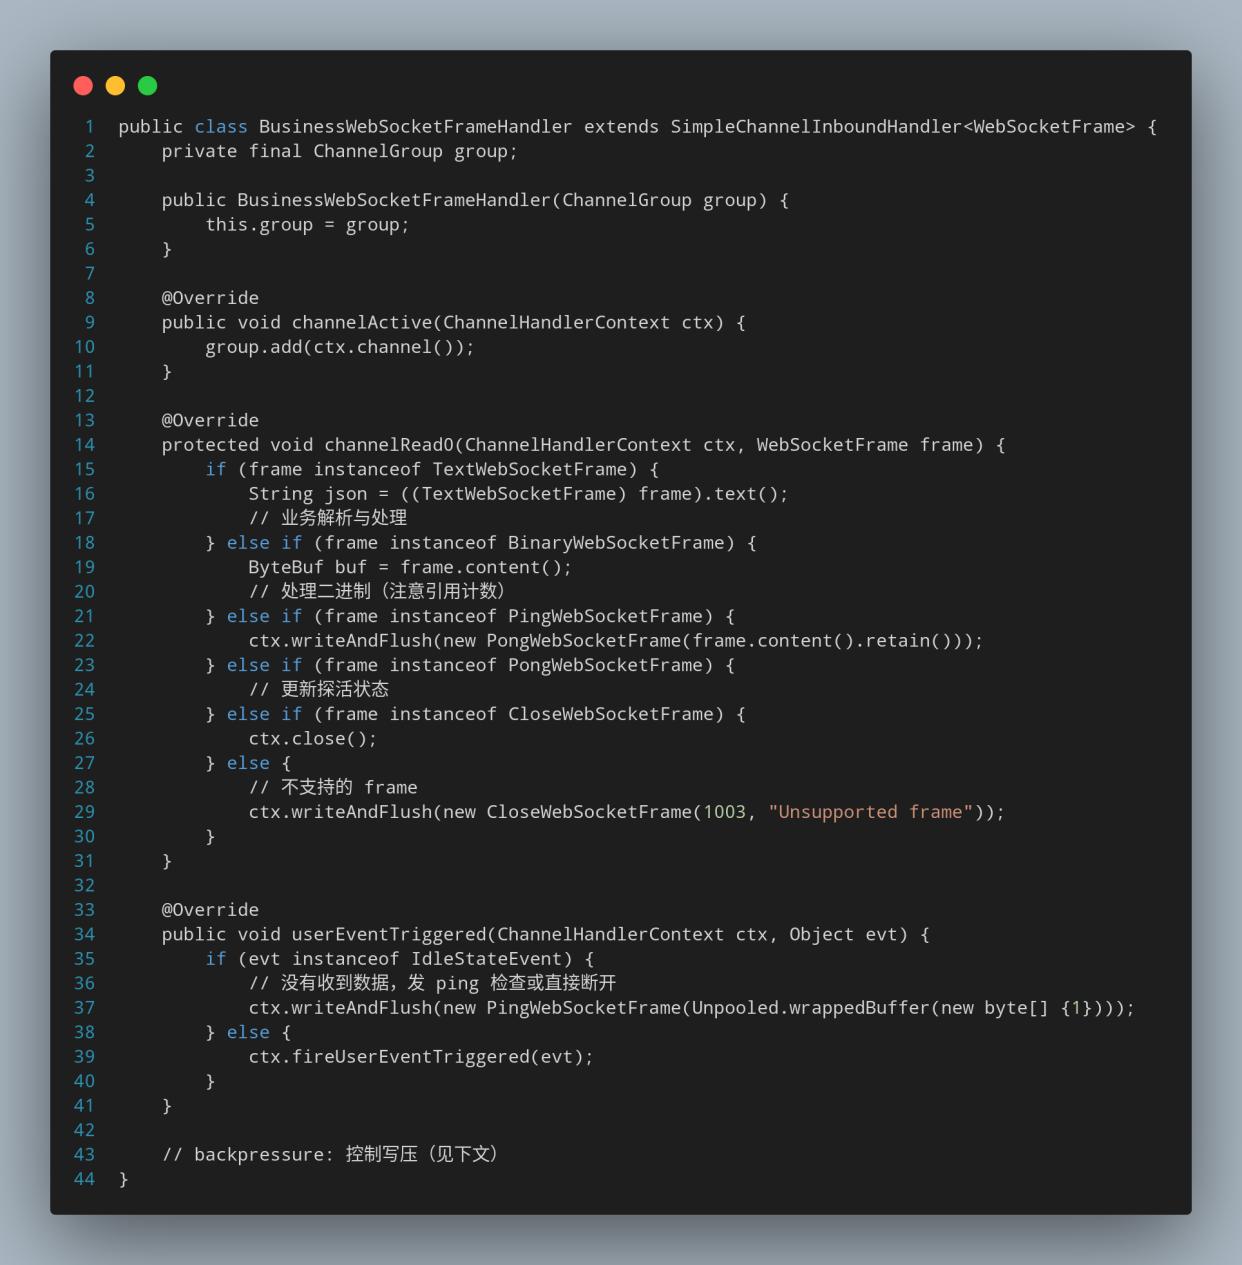 1 public class BusinessWebSocketFrameHandler extends SimpleChannelInboundHandler<WebSocketFrame> {
2     private final ChannelGroup group;
3
4     public BusinessWebSocketFrameHandler(ChannelGroup group) {
5         this.group = group;
6     }
7
8     @Override
9     public void channelActive(ChannelHandlerContext ctx) {
10         group.add(ctx.channel());
11     }
12
13     @Override
14     protected void channelRead0(ChannelHandlerContext ctx, WebSocketFrame frame) {
15         if (frame instanceof TextWebSocketFrame) {
16             String json = ((TextWebSocketFrame) frame).text();
17             // 业务解析与处理
18         } else if (frame instanceof BinaryWebSocketFrame) {
19             ByteBuf buf = frame.content();
20             // 处理二进制（注意引用计数）
21         } else if (frame instanceof PingWebSocketFrame) {
22             ctx.writeAndFlush(new PongWebSocketFrame(frame.content().retain()));
23         } else if (frame instanceof PongWebSocketFrame) {
24             // 更新探活状态
25         } else if (frame instanceof CloseWebSocketFrame) {
26             ctx.close();
27         } else {
28             // 不支持的 frame
29             ctx.writeAndFlush(new CloseWebSocketFrame(1003, "Unsupported frame"));
30         }
31     }
32
33     @Override
34     public void userEventTriggered(ChannelHandlerContext ctx, Object evt) {
35         if (evt instanceof IdleStateEvent) {
36             // 没有收到数据，发 ping 检查或直接断开
37             ctx.writeAndFlush(new PingWebSocketFrame(Unpooled.wrappedBuffer(new byte[] {1})));
38         } else {
39             ctx.fireUserEventTriggered(evt);
40         }
41     }
42
43     // backpressure: 控制写压（见下文）
44 }